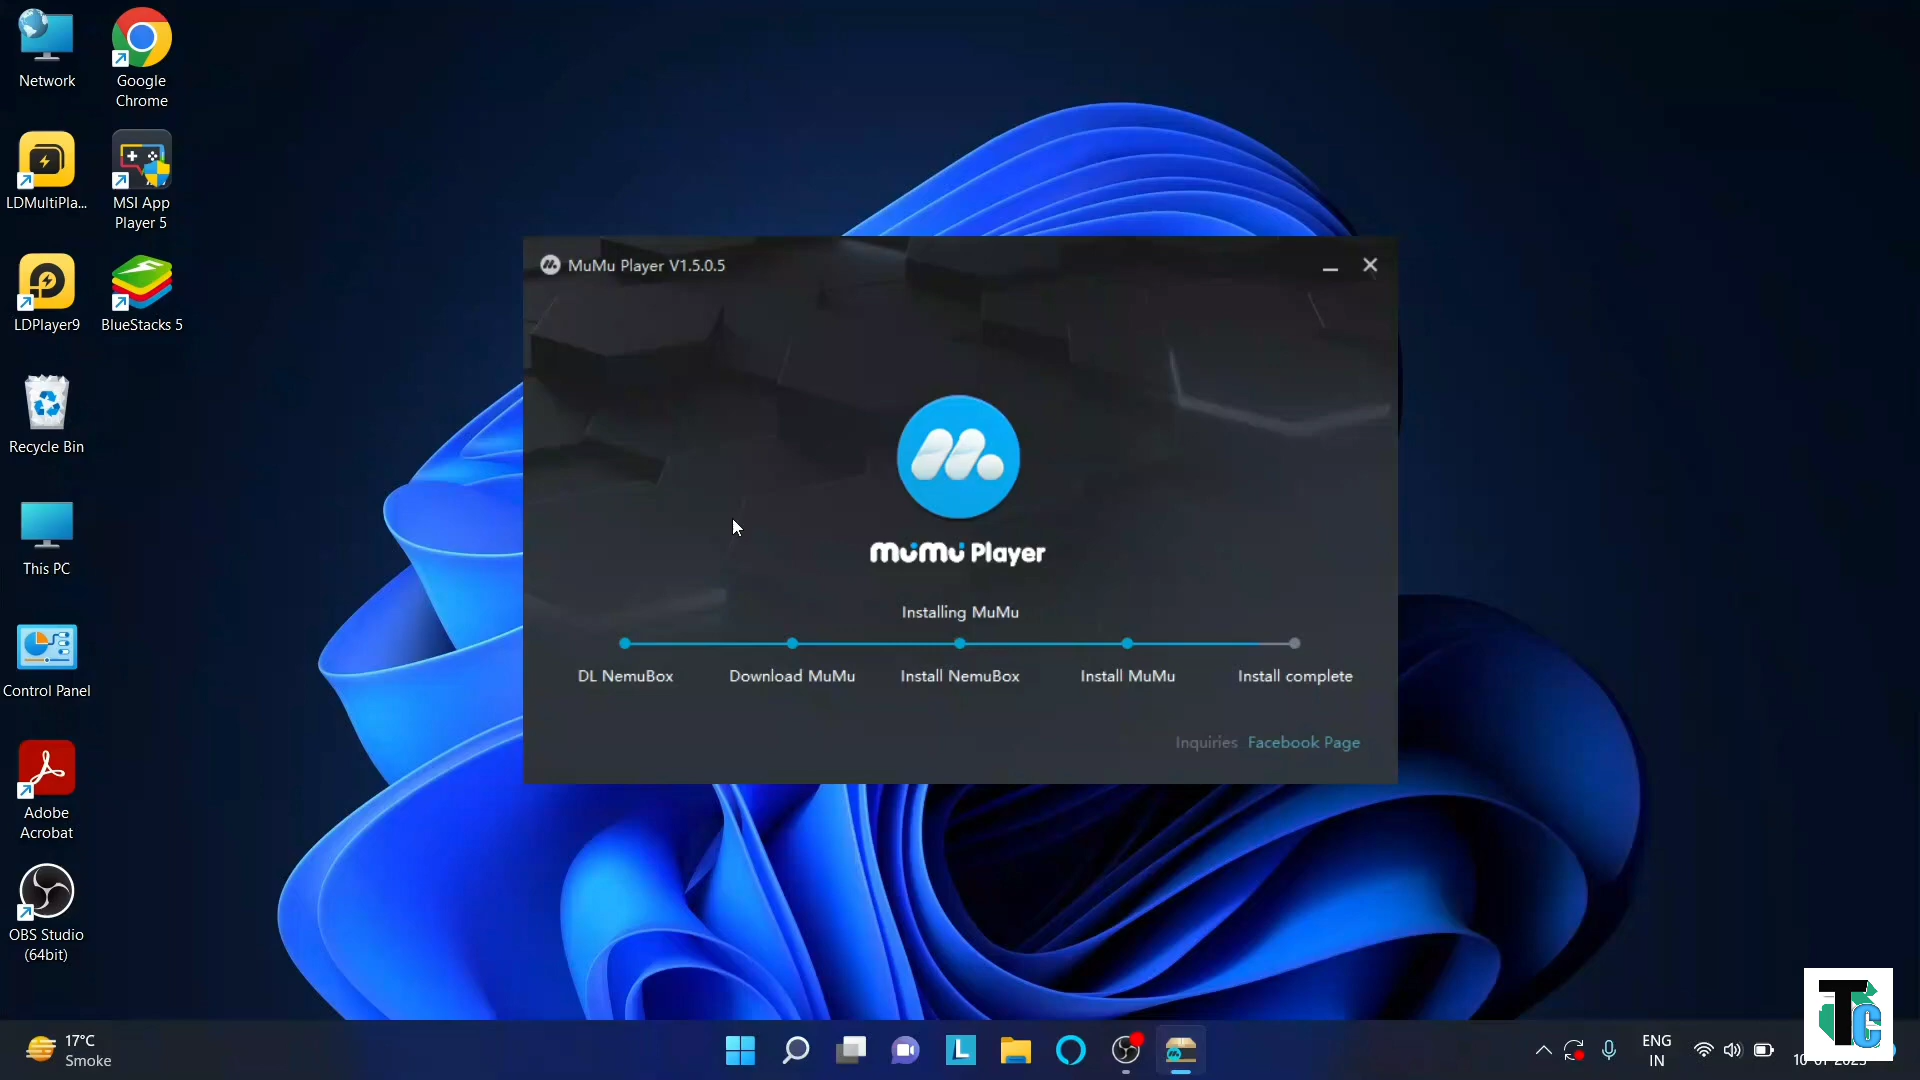 Network
Google
Chrome
LDMultiPla...
MSI App
Player 5
LDPlayer9
BlueStacks 5
Recycle Bin
This PC
Control Panel
Adobe
Acrobat
OBS Studio
(64bit)
MuMu Player V1.5.0.5
MuMu Player
Installing MuMu
DL NemuBox
Download MuMu
Install NemuBox
Install MuMu
Install complete
Inquiries Facebook Page
17°C
Smoke
L
ENG
IN
TC